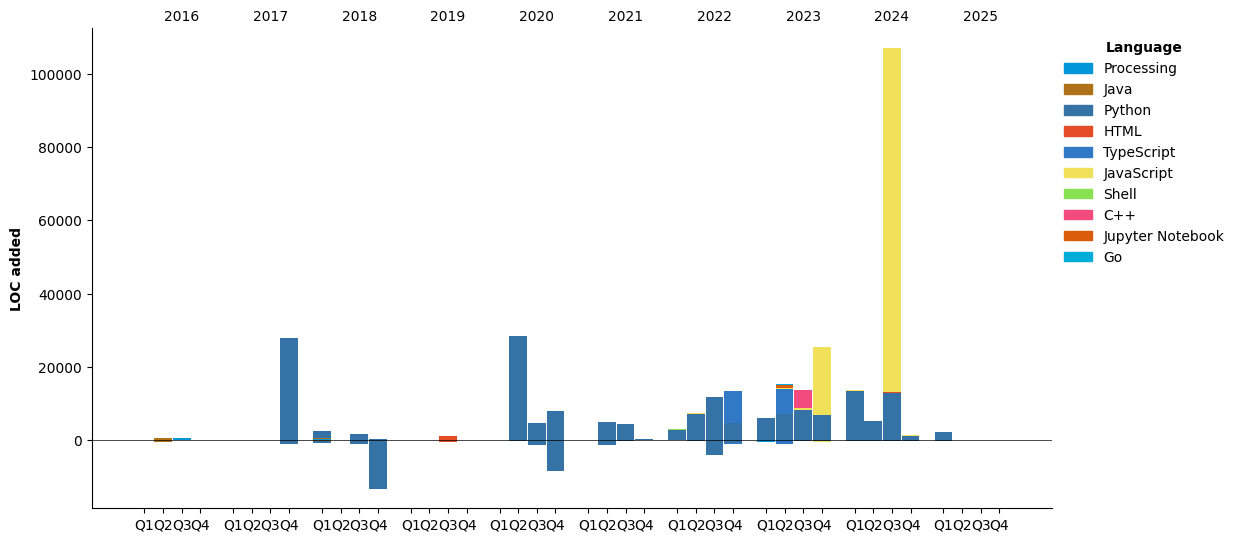 2016 2017 2018 2019 2020 2021 2022 2023 2024 2025
Language
Processing
Java
Python
HTML
TypeScript
JavaScript
Shell
C++
Jupyter Notebook
Go
LOC added
100000
80000
60000
40000
20000
0
Q1Q2Q3Q4 Q1Q2Q3Q4 Q1Q2Q3Q4 Q1Q2Q3Q4 Q1Q2Q3Q4 Q1Q2Q3Q4 Q1Q2Q3Q4 Q1Q2Q3Q4 Q1Q2Q3Q4 Q1Q2Q3Q4